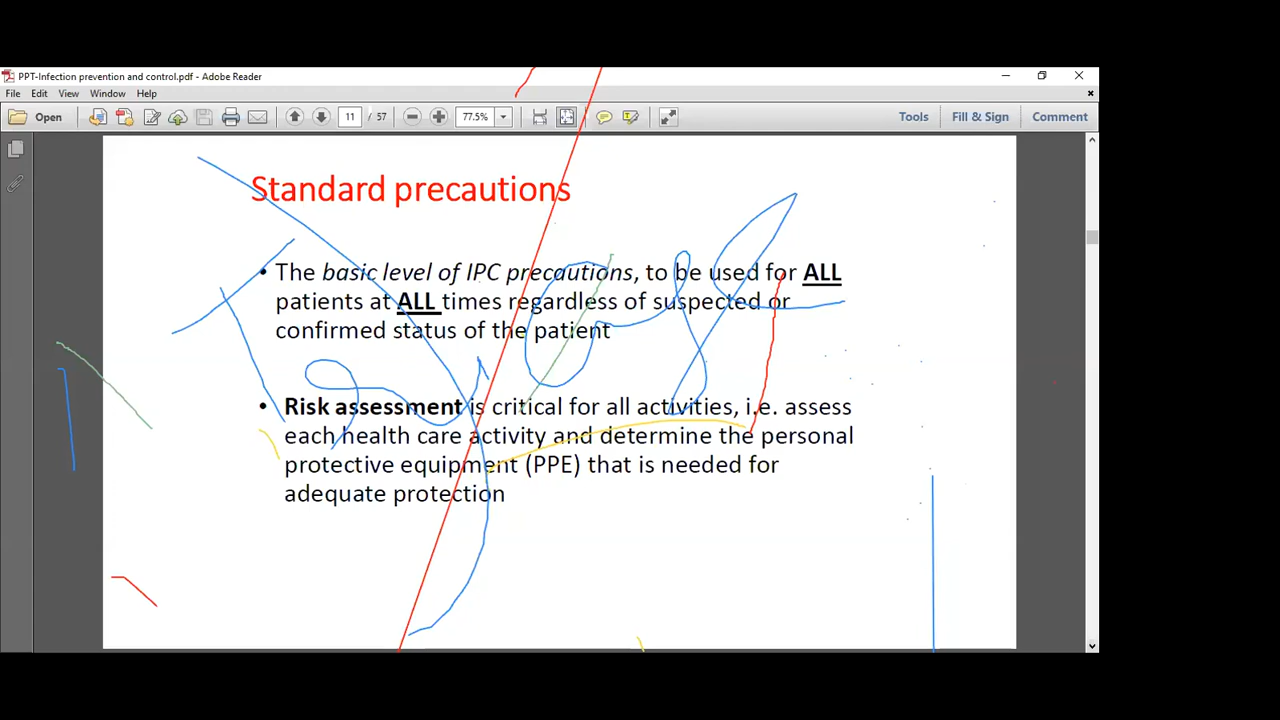 PPT-Infection prevention and control.pdf - Adobe Reader
File Edit View Window Help
Open 11 / 57 77.5% Tools Fill & Sign Comment
Standard precautions
• The basic level of IPC precautions, to be used for ALL
patients at ALL times regardless of suspected or
confirmed status of the patient
• Risk assessment is critical for all activities, i.e. assess
each health care activity and determine the personal
protective equipment (PPE) that is needed for
adequate protection